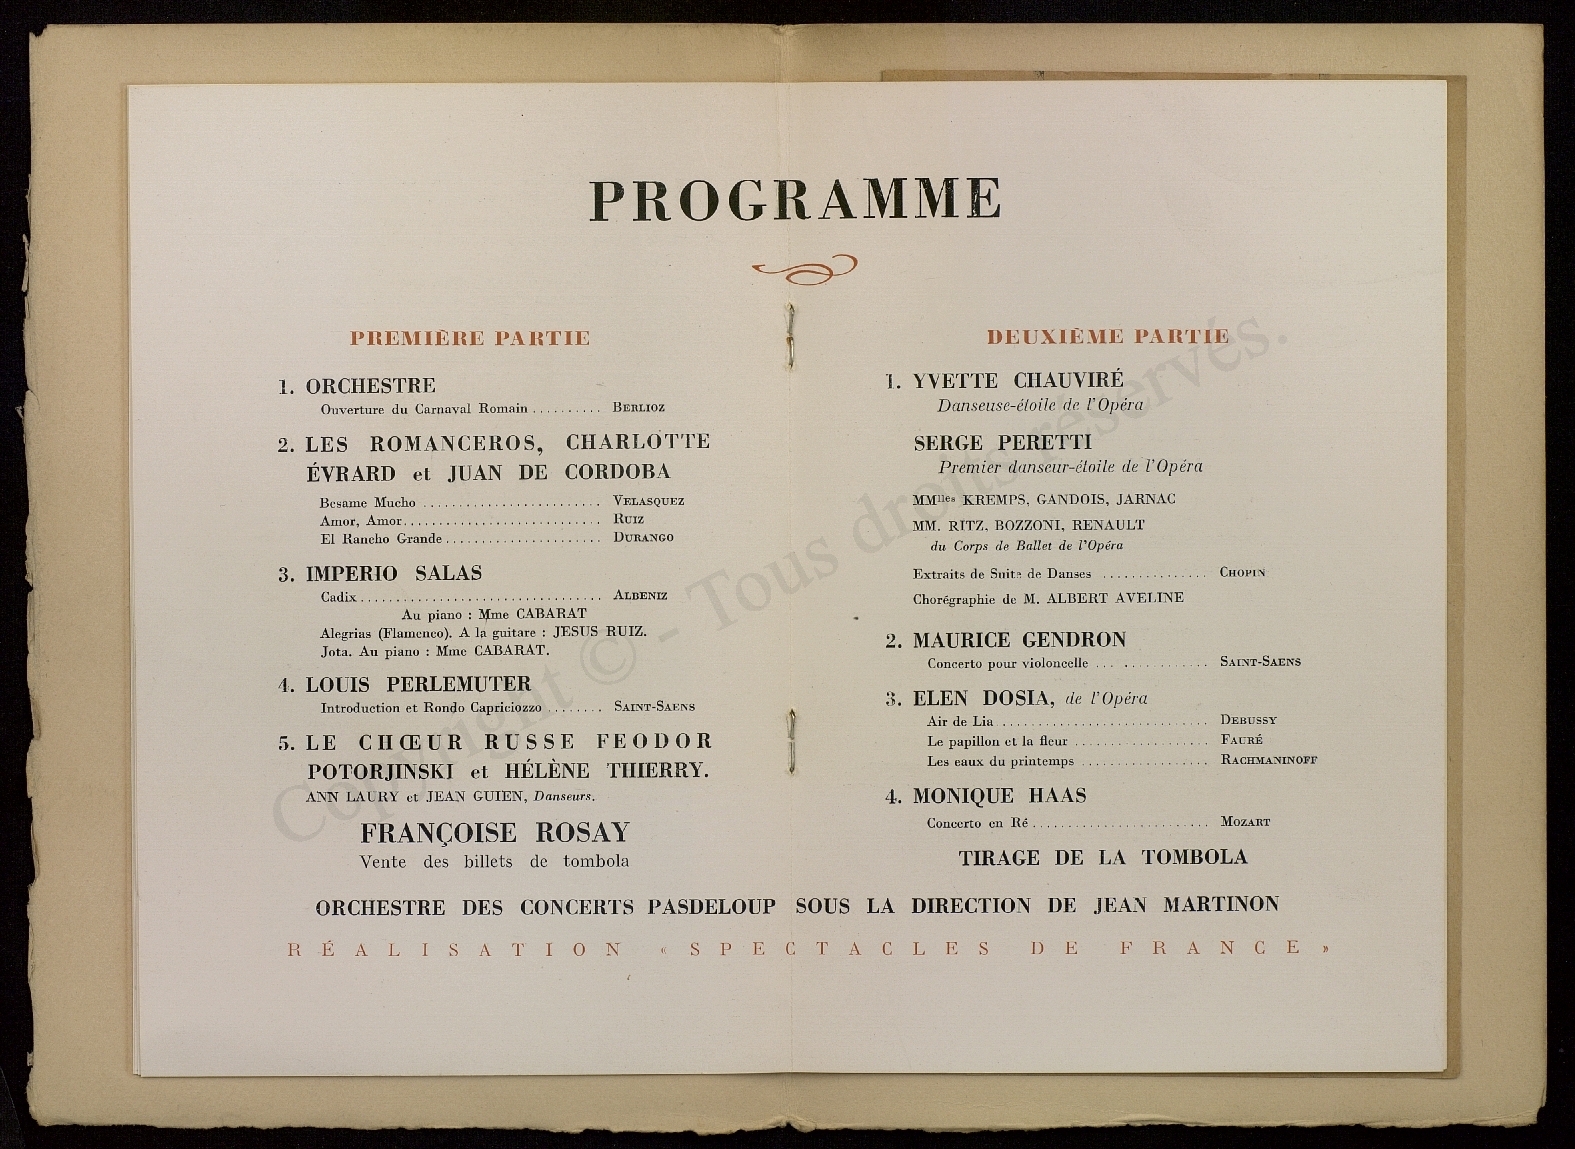 PROGRAMME
PREMIÈRE PARTIE
1. ORCHESTRE
Ouverture du Carnaval Romain .......... BERLIOZ
2. LES ROMANCEROS, CHARLOTTE
ÉVRARD et JUAN DE CORDOBA
Besame Mucho ......................... VELASQUEZ
Amor, Amor............................ RUIZ
El Rancho Grande...................... DURANGO
3. IMPERIO SALAS
Cadix.................................. ALBENIZ
Au piano : Mme CABARAT
Alegrias (Flamenco). A la guitare : JESUS RUIZ.
Jota. Au piano : Mme CABARAT.
4. LOUIS PERLEMUTER
Introduction et Rondo Capriciozzo ........ SAINT-SAENS
5. LE CHŒUR RUSSE FEODOR
POTORJINSKI et HÉLÈNE THIERRY.
ANN LAURY et JEAN GUIEN, Danseurs.
FRANÇOISE ROSAY
Vente des billets de tombola
DEUXIÈME PARTIE
1. YVETTE CHAUVIRÉ
Danseuse-étoile de l'Opéra
SERGE PERETTI
Premier danseur-étoile de l'Opéra
MMlles KREMPS, GANDOIS, JARNAC
MM. RITZ, BOZZONI, RENAULT
du Corps de Ballet de l'Opéra
Extraits de Suite de Danses ............... CHOPIN
Chorégraphie de M. ALBERT AVELINE
2. MAURICE GENDRON
Concerto pour violoncelle ................ SAINT-SAENS
3. ELEN DOSIA, de l'Opéra
Air de Lia ............................. DEBUSSY
Le papillon et la fleur ................... FAURÉ
Les eaux du printemps .................. RACHMANINOFF
4. MONIQUE HAAS
Concerto en Ré......................... MOZART
TIRAGE DE LA TOMBOLA
ORCHESTRE DES CONCERTS PASDELOUP SOUS LA DIRECTION DE JEAN MARTINON
RÉALISATION « SPECTACLES DE FRANCE »
Copyright © - Tous droits réservés.